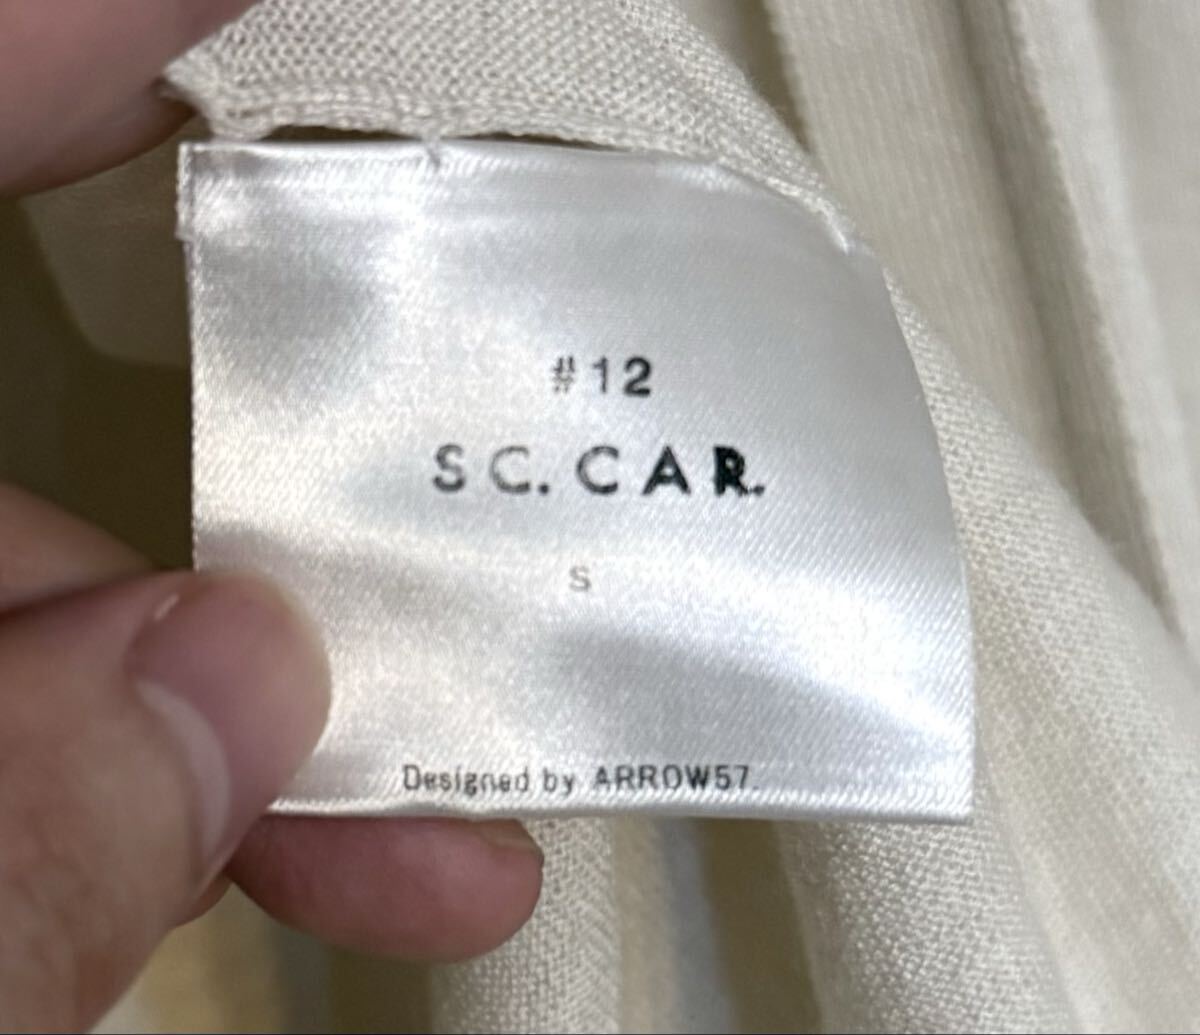 #12
SC. CAR.
S
Designed by ARROW57.